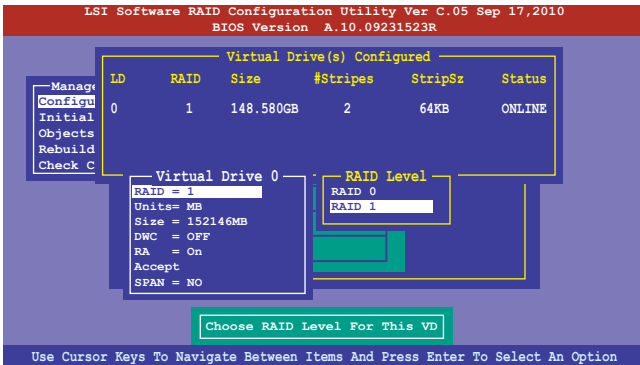 LSI Software RAID Configuration Utility Ver C.05 Sep 17,2010
BIOS Version A.10.09231523R
Virtual Drive(s) Configured
LD RAID Size #Stripes StripSz Status
0 1 148.580GB 2 64KB ONLINE
Manage
Configu
Initial
Objects
Rebuild
Check C
Virtual Drive 0
RAID = 1
Units= MB
Size = 152146MB
DWC = OFF
RA = On
Accept
SPAN = NO
RAID Level
RAID 0
RAID 1
Choose RAID Level For This VD
Use Cursor Keys To Navigate Between Items And Press Enter To Select An Option